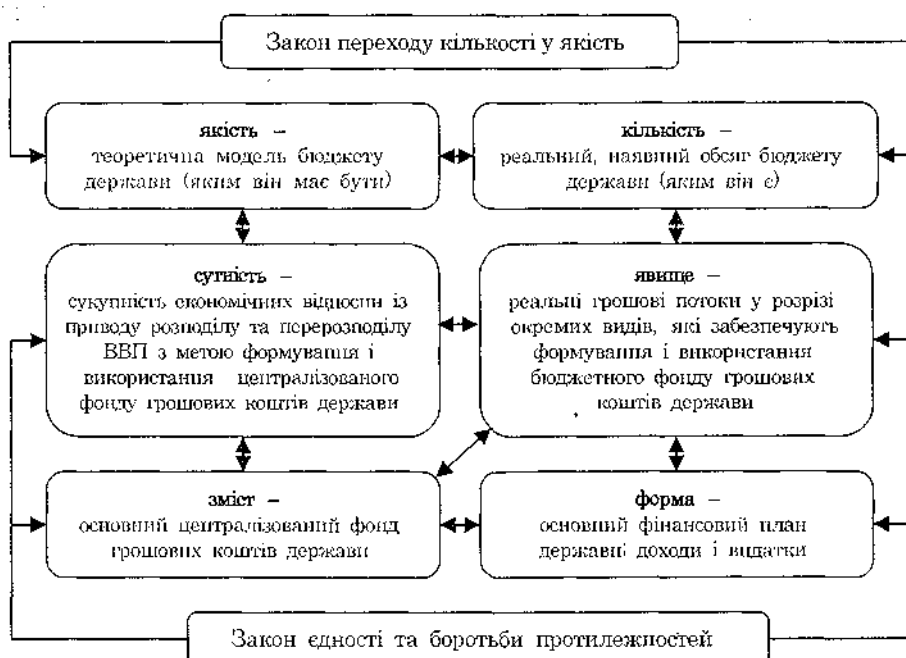 Закон переходу кількості у якість
якість –
теоретична модель бюджету
держави (яким він має бути)
кількість –
реальний, наявний обсяг бюджету
держави (яким він є)
сутність –
сукупність економічних відносин із
приводу розподілу та перерозподілу
ВВП з метою формування і
використання централізованого
фонду грошових коштів держави
явище –
реальні грошові потоки у розрізі
окремих видів, які забезпечують
формування і використання
бюджетного фонду грошових
коштів держави
зміст –
основний централізований фонд
грошових коштів держави
форма –
основний фінансовий план
державні доходи і видатки
Закон єдності та боротьби протилежностей